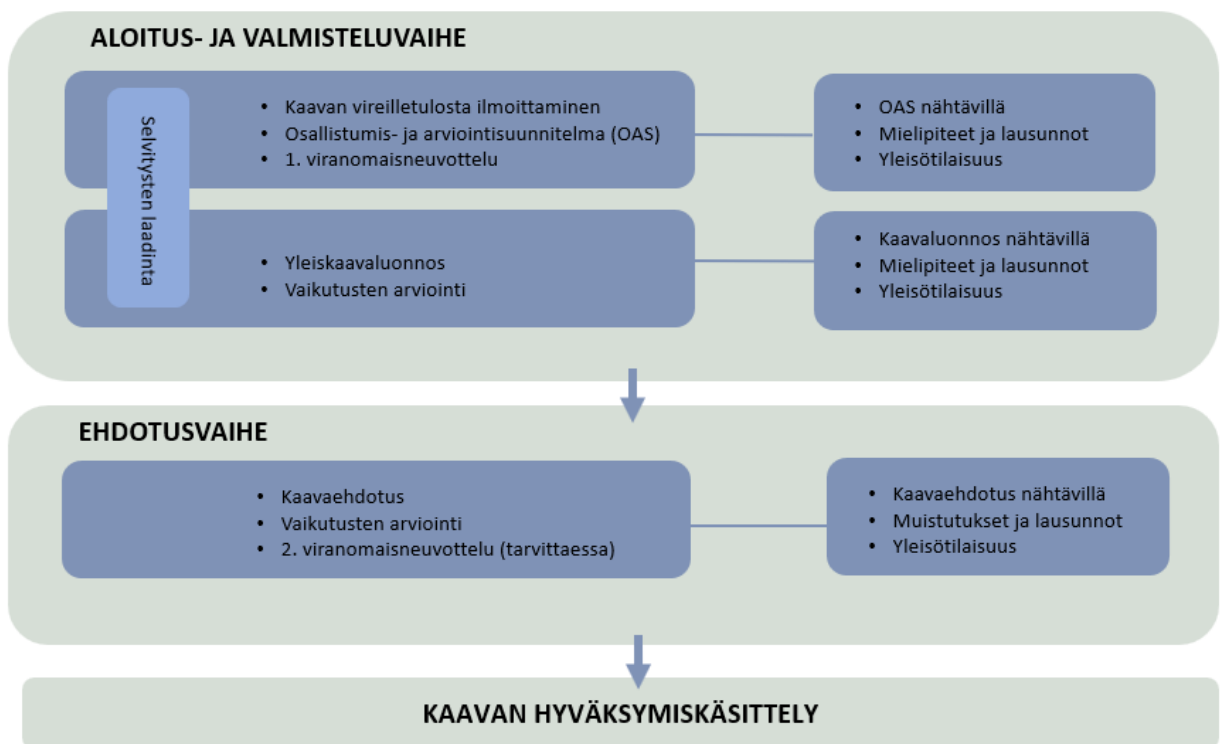 ALOITUS- JA VALMISTELUVAIHE
Selvitysten laadinta
• Kaavan vireilletulosta ilmoittaminen
• Osallistumis- ja arviointisuunnitelma (OAS)
• 1. viranomaisneuvottelu
• OAS nähtävillä
• Mielipiteet ja lausunnot
• Yleisötilaisuus
• Yleiskaavaluonnos
• Vaikutusten arviointi
• Kaavaluonnos nähtävillä
• Mielipiteet ja lausunnot
• Yleisötilaisuus
EHDOTUSVAIHE
• Kaavaehdotus
• Vaikutusten arviointi
• 2. viranomaisneuvottelu (tarvittaessa)
• Kaavaehdotus nähtävillä
• Muistutukset ja lausunnot
• Yleisötilaisuus
KAAVAN HYVÄKSYMISKÄSITTELY